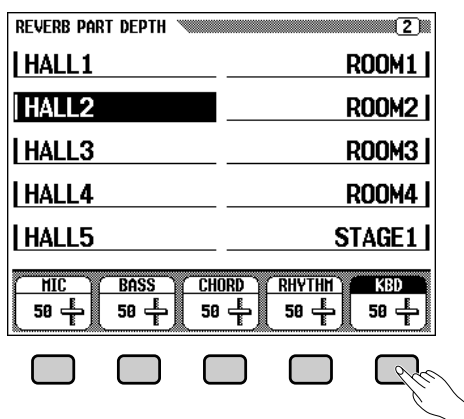 REVERB PART DEPTH 2
HALL1 ROOM1
HALL2 ROOM2
HALL3 ROOM3
HALL4 ROOM4
HALL5 STAGE1
MIC BASS CHORD RHYTHM KBD
50 50 50 50 50